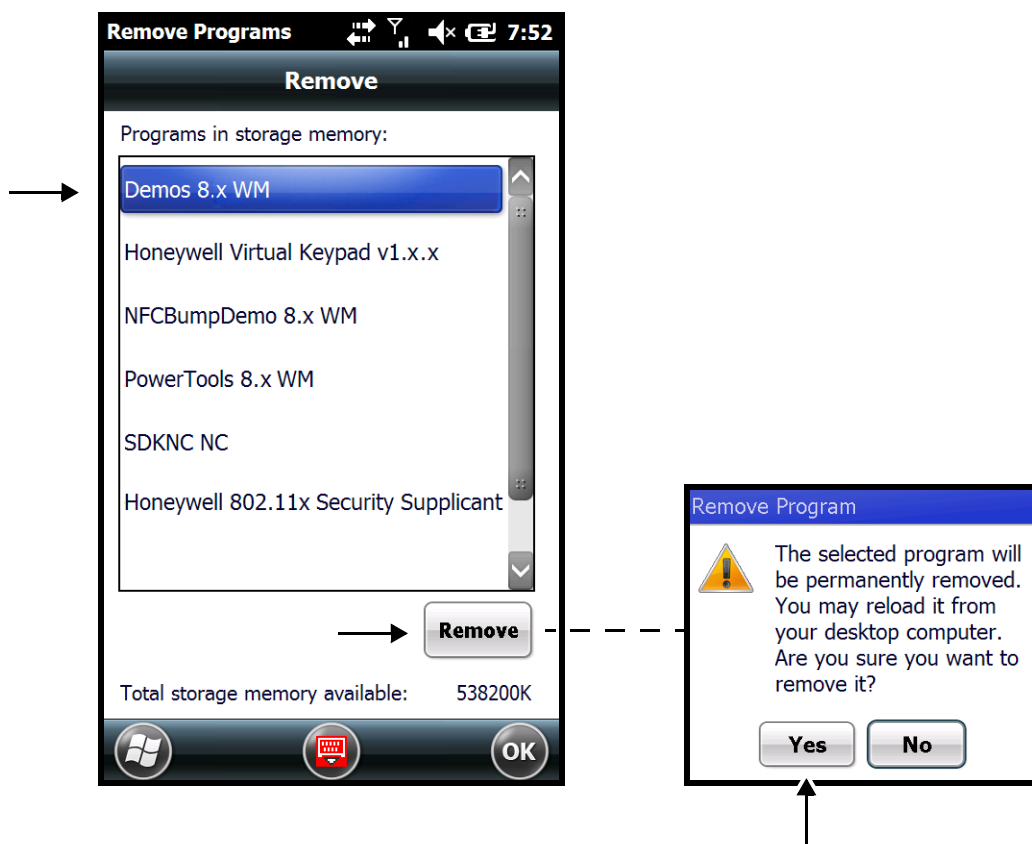 Remove Programs 7:52
Remove
Programs in storage memory:
Demos 8.x WM
Honeywell Virtual Keypad v1.x.x
NFCBumpDemo 8.x WM
PowerTools 8.x WM
SDKNC NC
Honeywell 802.11x Security Supplicant
Remove
Total storage memory available: 538200K
OK
Remove Program
The selected program will
be permanently removed.
You may reload it from
your desktop computer.
Are you sure you want to
remove it?
Yes No